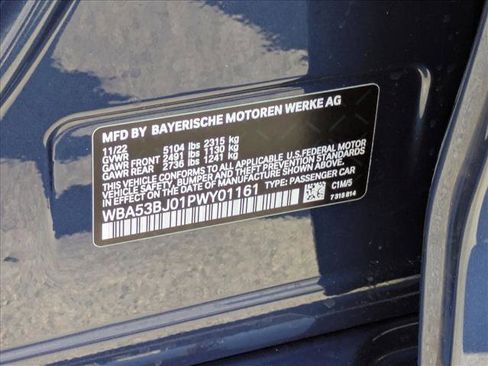 MFD BY BAYERISCHE MOTOREN WERKE AG
11/22 5104 lbs 2315 kg
GVWR
GAWR FRONT 2491 lbs 1130 kg
GAWR REAR 2736 lbs 1241 kg
THIS VEHICLE CONFORMS TO ALL APPLICABLE U.S. FEDERAL MOTOR
VEHICLE SAFETY, BUMPER, AND THEFT PREVENTION STANDARDS
IN EFFECT ON THE DATE OF MANUFACTURE SHOWN ABOVE.
WBA53BJ01PWY01161 TYPE: PASSENGER CAR
C1M/5
7 315 814